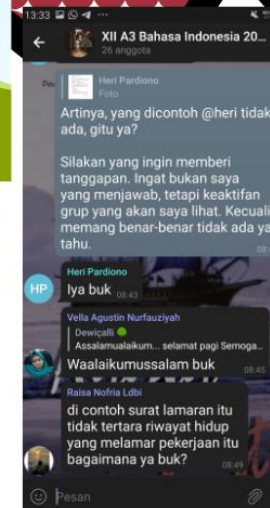 13:33
XII A3 Bahasa Indonesia 20...
26 anggota
Heri Pardiono
Foto
Artinya, yang dicontoh @heri tidak
ada, gitu ya?
Silakan yang ingin memberi
tanggapan. Ingat bukan saya
yang menjawab, tetapi keaktifan
grup yang akan saya lihat. Kecuali
memang benar-benar tidak ada ya
tahu.
Heri Pardiono
HP
Iya buk 08:43
Vella Agustin Nurfauziyah
Dewiçalli
Assalamualaikum... selamat pagi Semoga...
Waalaikumussalam buk 08:45
Raisa Nofria Ldbi
di contoh surat lamaran itu
tidak tertara riwayat hidup
yang melamar pekerjaan itu
bagaimana ya buk? 08:49
Pesan